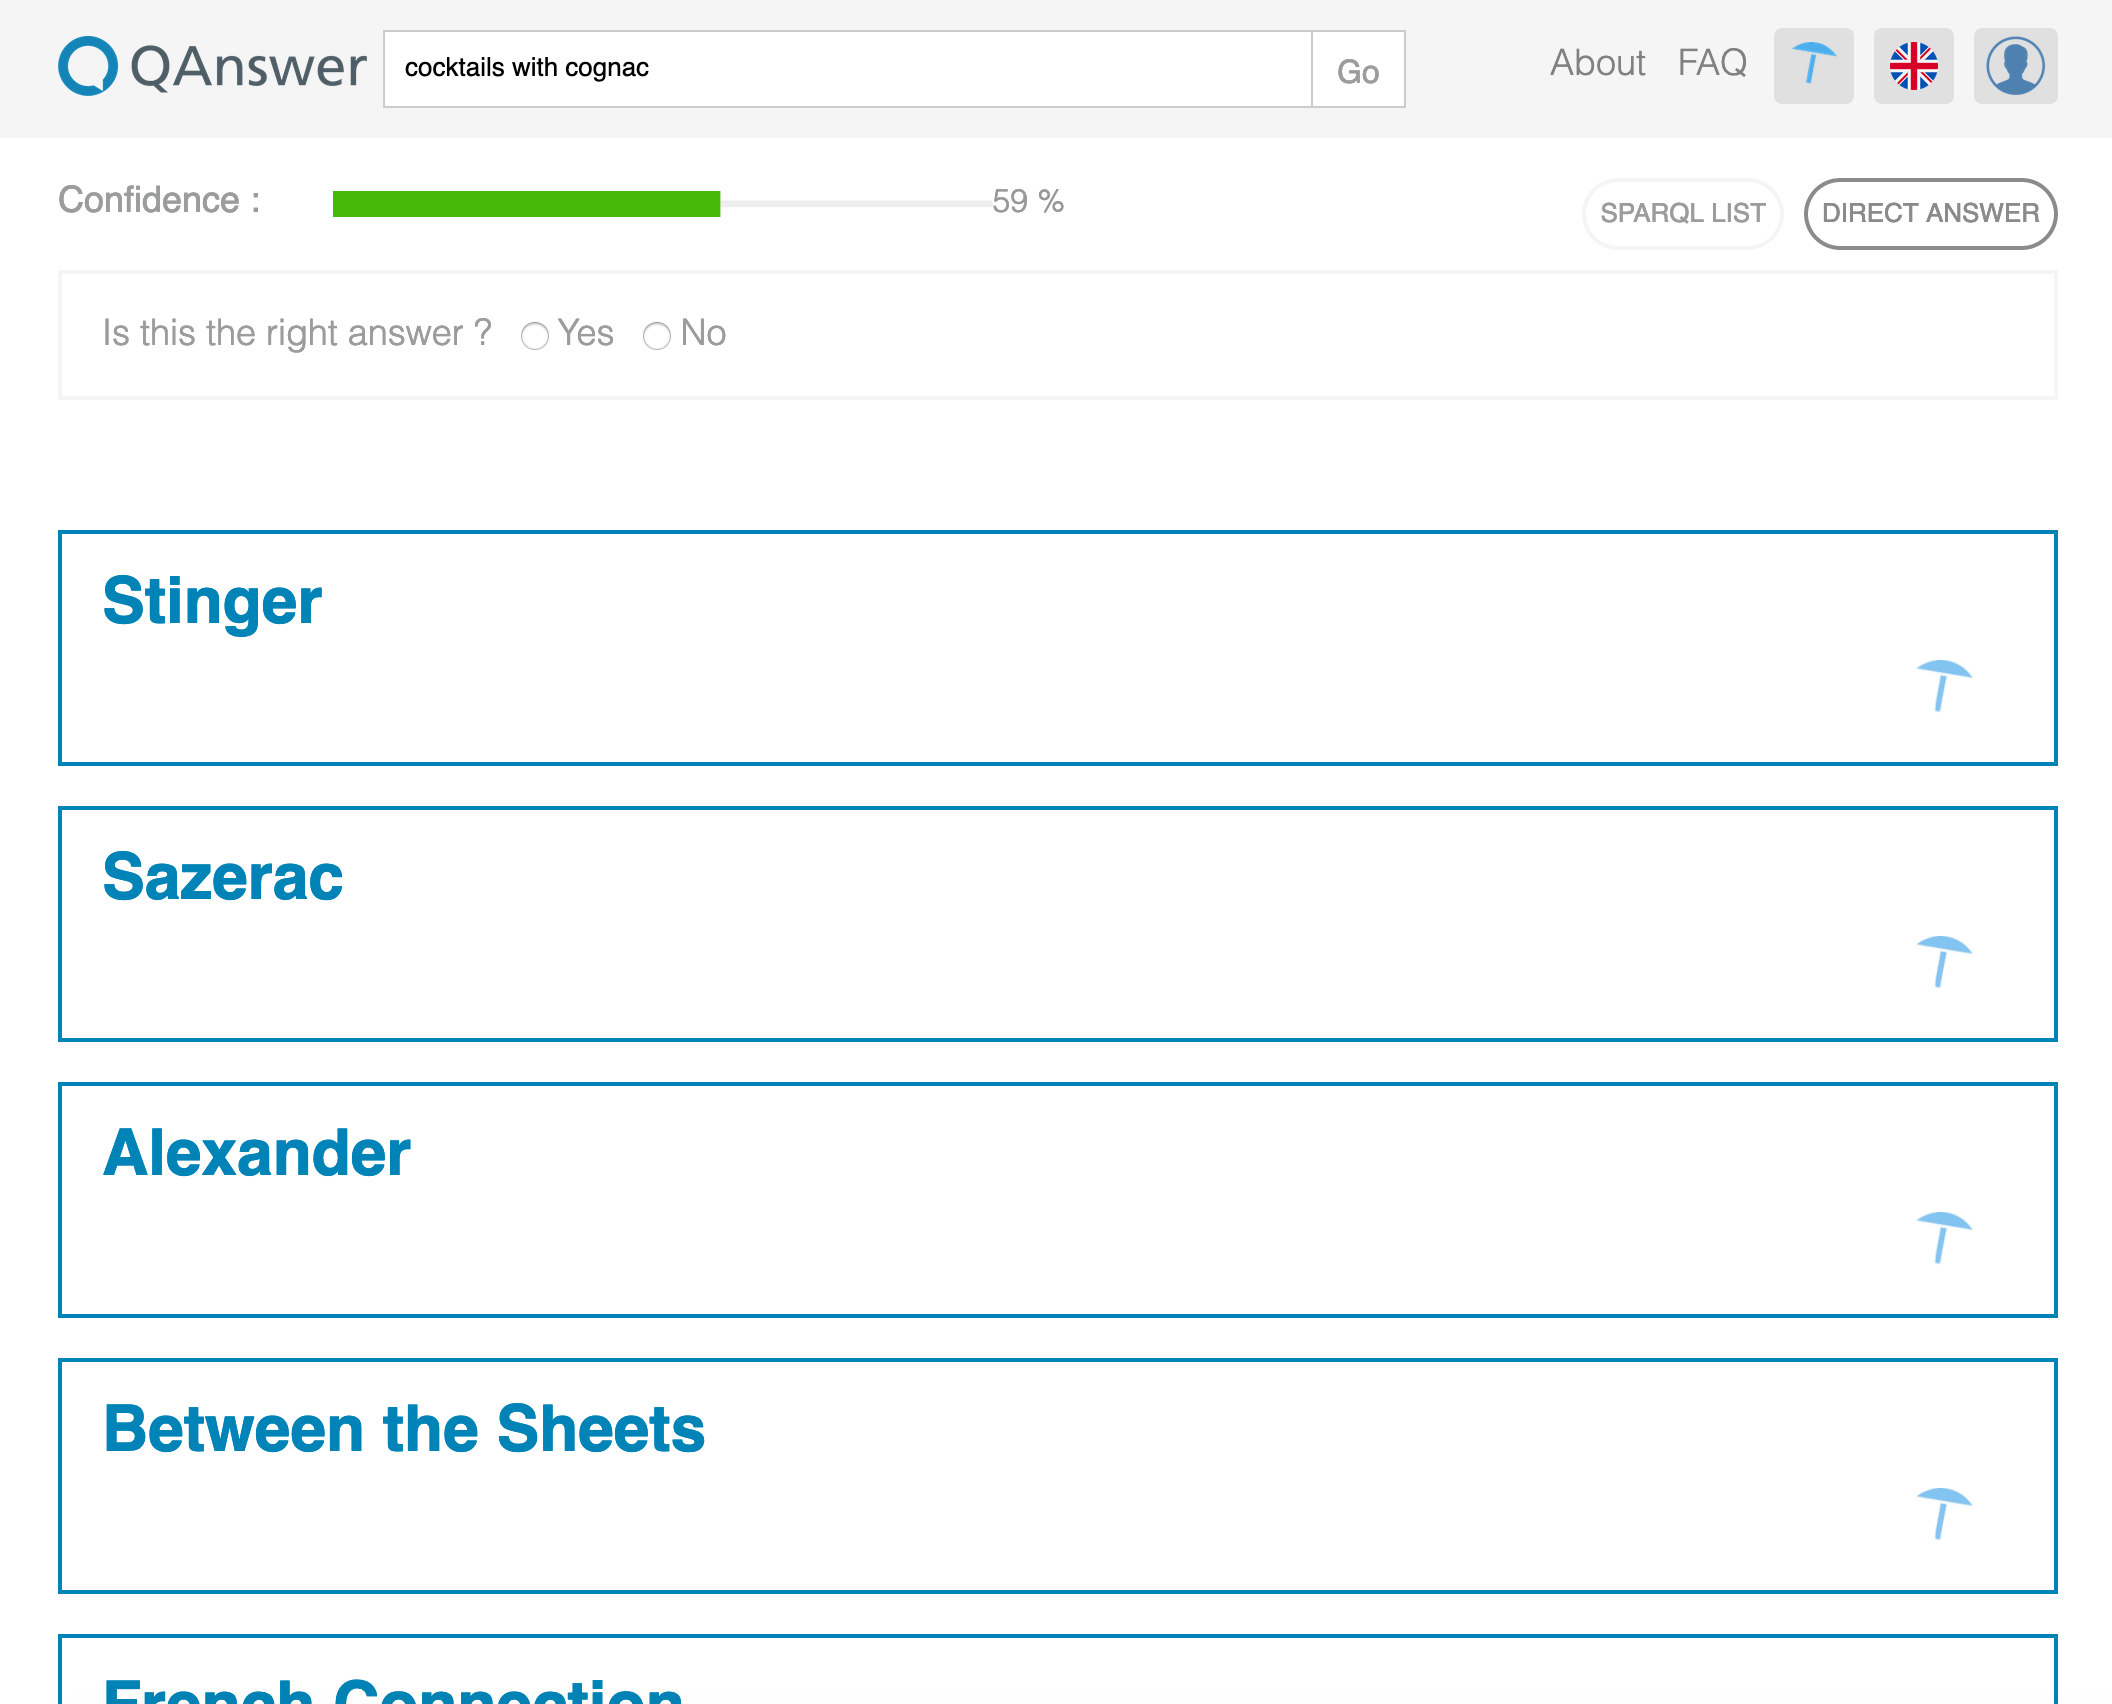 QAnswer
cocktails with cognac
Go
About
FAQ
Confidence :
59 %
SPARQL LIST
DIRECT ANSWER
Is this the right answer ?
Yes
No
Stinger
Sazerac
Alexander
Between the Sheets
French Connection